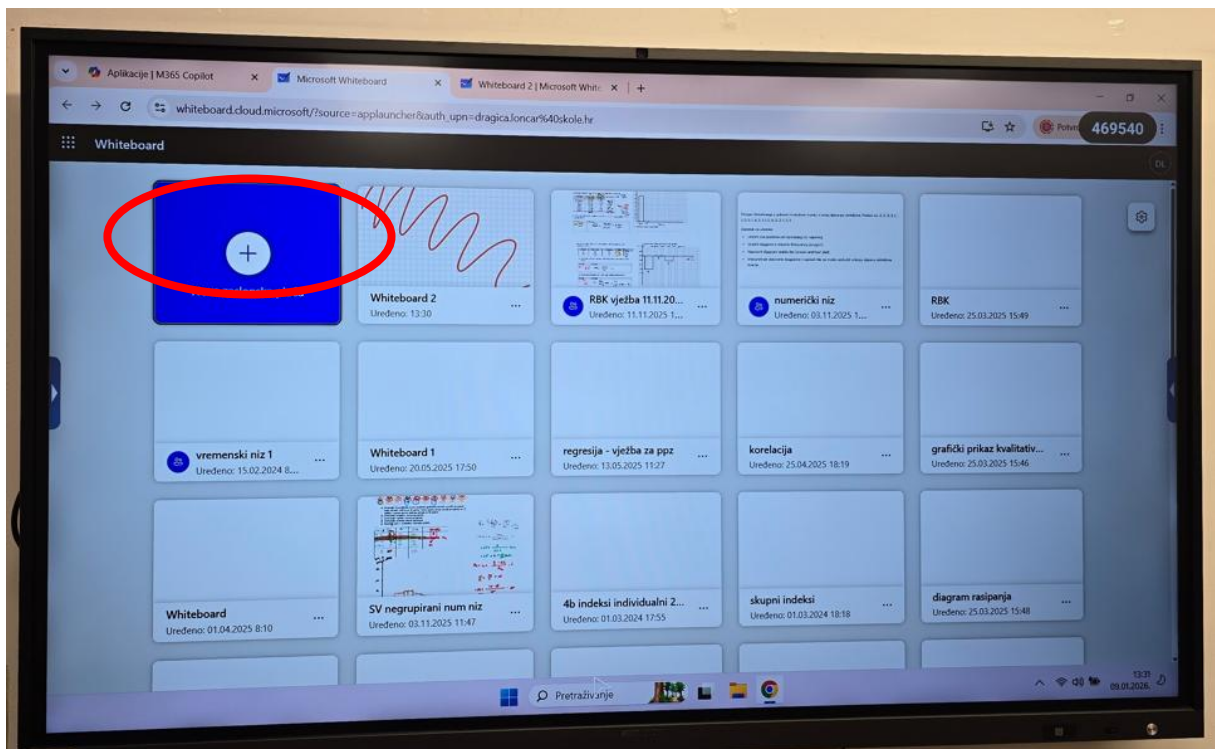 Aplikacije | M365 Copilot
Microsoft Whiteboard
Whiteboard 2 | Microsoft White
whiteboard.cloud.microsoft/?source=applauncher&auth_upn=dragica.loncar%40skole.hr
469540
Whiteboard
DL
Whiteboard 2
Uređeno: 13:30
RBK vježba 11.11.20...
Uređeno: 11.11.2025 1...
numerički niz
Uređeno: 03.11.2025 1...
RBK
Uređeno: 25.03.2025 15:49
vremenski niz 1
Uređeno: 15.02.2024 8...
Whiteboard 1
Uređeno: 20.05.2025 17:50
regresija - vježba za ppz
Uređeno: 13.05.2025 11:27
korelacija
Uređeno: 25.04.2025 18:19
grafički prikaz kvalitativ...
Uređeno: 25.03.2025 15:46
Whiteboard
Uređeno: 01.04.2025 8:10
SV negrupirani num niz
Uređeno: 03.11.2025 11:47
4b indeksi individualni 2...
Uređeno: 01.03.2024 17:55
skupni indeksi
Uređeno: 01.03.2024 18:18
diagram rasipanja
Uređeno: 25.03.2025 15:48
Pretraživanje
13:31
09.01.2026.